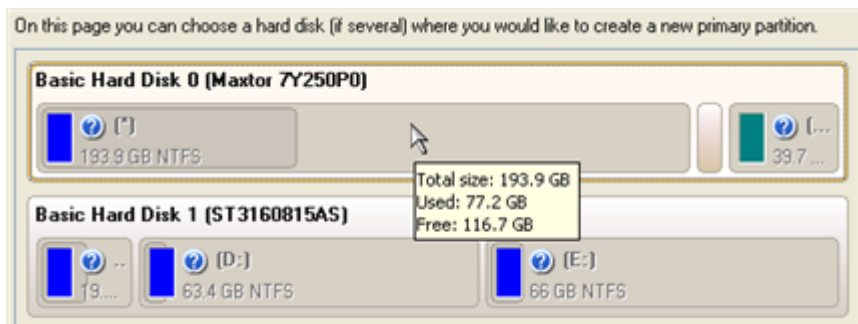 On this page you can choose a hard disk (if several) where you would like to create a new primary partition.
Basic Hard Disk 0 (Maxtor 7Y250P0)
(*)
193.9 GB NTFS
(...
39.7 ...
Total size: 193.9 GB
Used: 77.2 GB
Free: 116.7 GB
Basic Hard Disk 1 (ST3160815AS)
..
19....
(D:)
63.4 GB NTFS
(E:)
66 GB NTFS